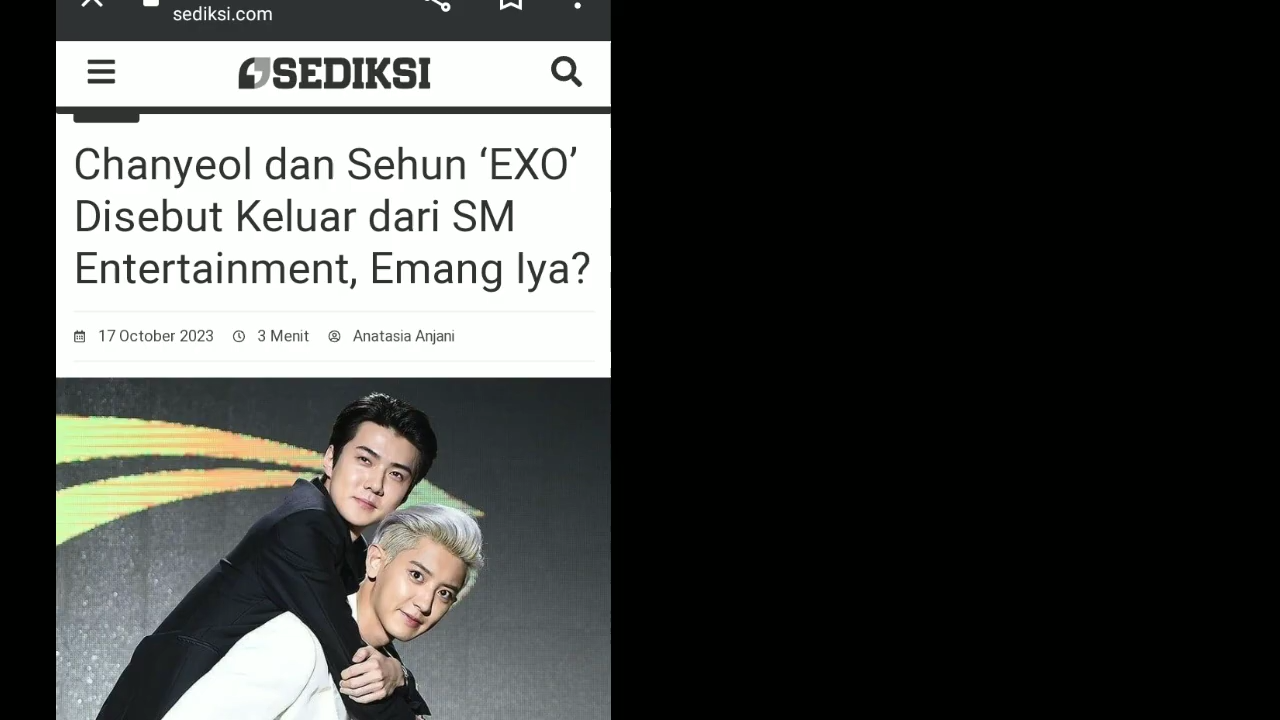 sediksi.com
SEDIKSI
Chanyeol dan Sehun ‘EXO’
Disebut Keluar dari SM
Entertainment, Emang Iya?
17 October 2023 3 Menit Anatasia Anjani